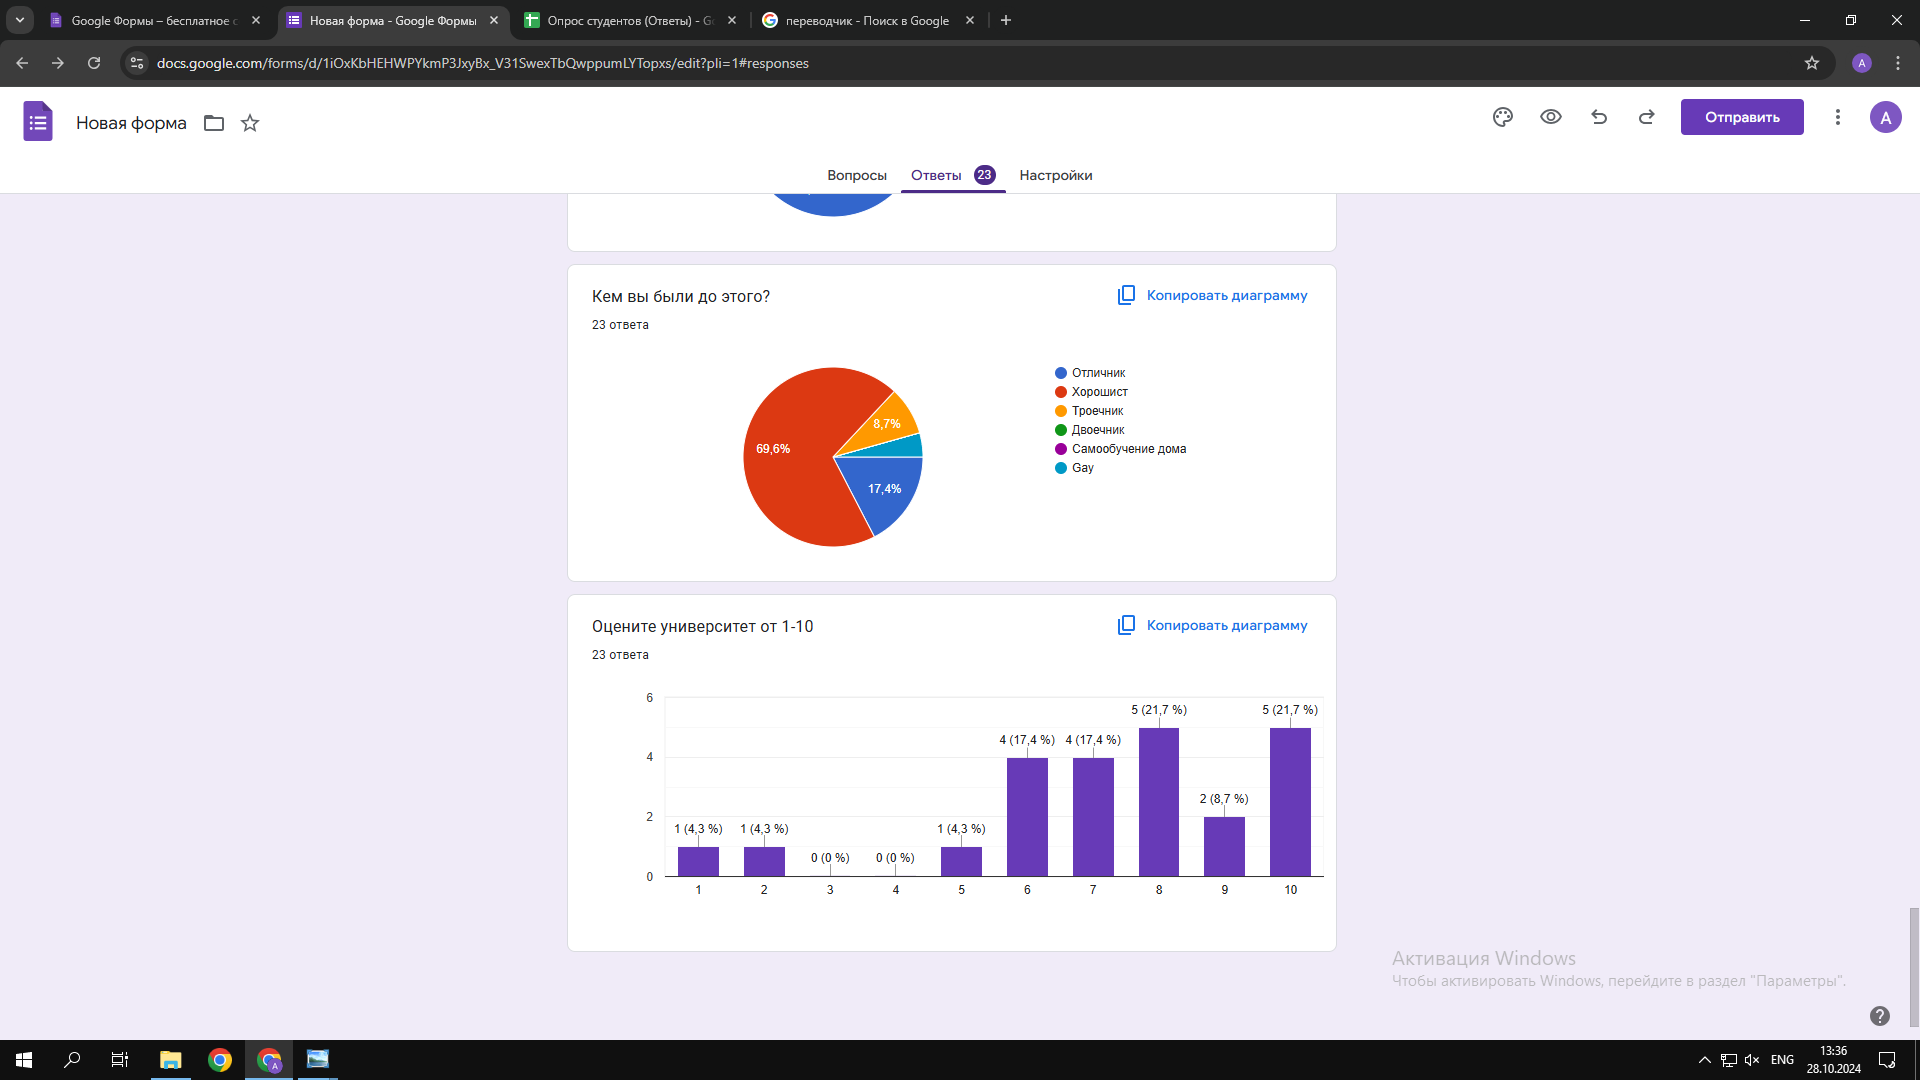 Google Формы – бесплатное с
Новая форма - Google Формы
Опрос студентов (Ответы) - Go
переводчик - Поиск в Google
docs.google.com/forms/d/1iOxKbHEHWPYkmP3JxyBx_V31SwexTbQwppumLYTopxs/edit?pli=1#responses
A
Новая форма
Отправить
A
Вопросы
Ответы 23
Настройки
Кем вы были до этого?
Копировать диаграмму
23 ответа
Отличник
Хорошист
Троечник
Двоечник
Самообучение дома
Gay
8,7%
69,6%
17,4%
Оцените университет от 1-10
Копировать диаграмму
23 ответа
6
4
2
0
1 (4,3 %) 1 (4,3 %) 0 (0 %) 0 (0 %) 1 (4,3 %) 4 (17,4 %) 4 (17,4 %) 5 (21,7 %) 2 (8,7 %) 5 (21,7 %)
1 2 3 4 5 6 7 8 9 10
Активация Windows
Чтобы активировать Windows, перейдите в раздел "Параметры".
A
ENG
13:36
28.10.2024